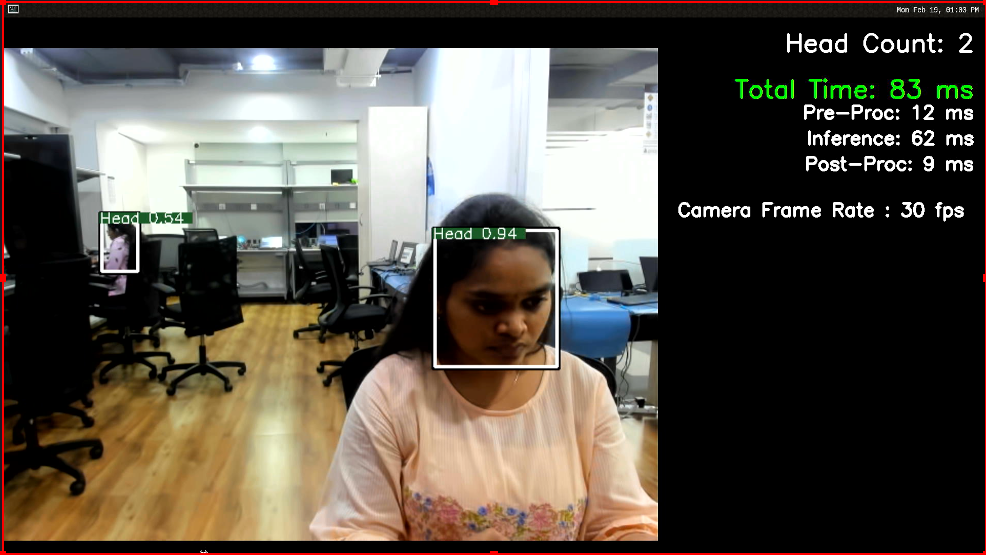 Mon Feb 19, 01:03 PM
Head Count: 2
Total Time: 83 ms
Pre-Proc: 12 ms
Inference: 62 ms
Post-Proc: 9 ms
Camera Frame Rate : 30 fps
Head 0.54
Head 0.94